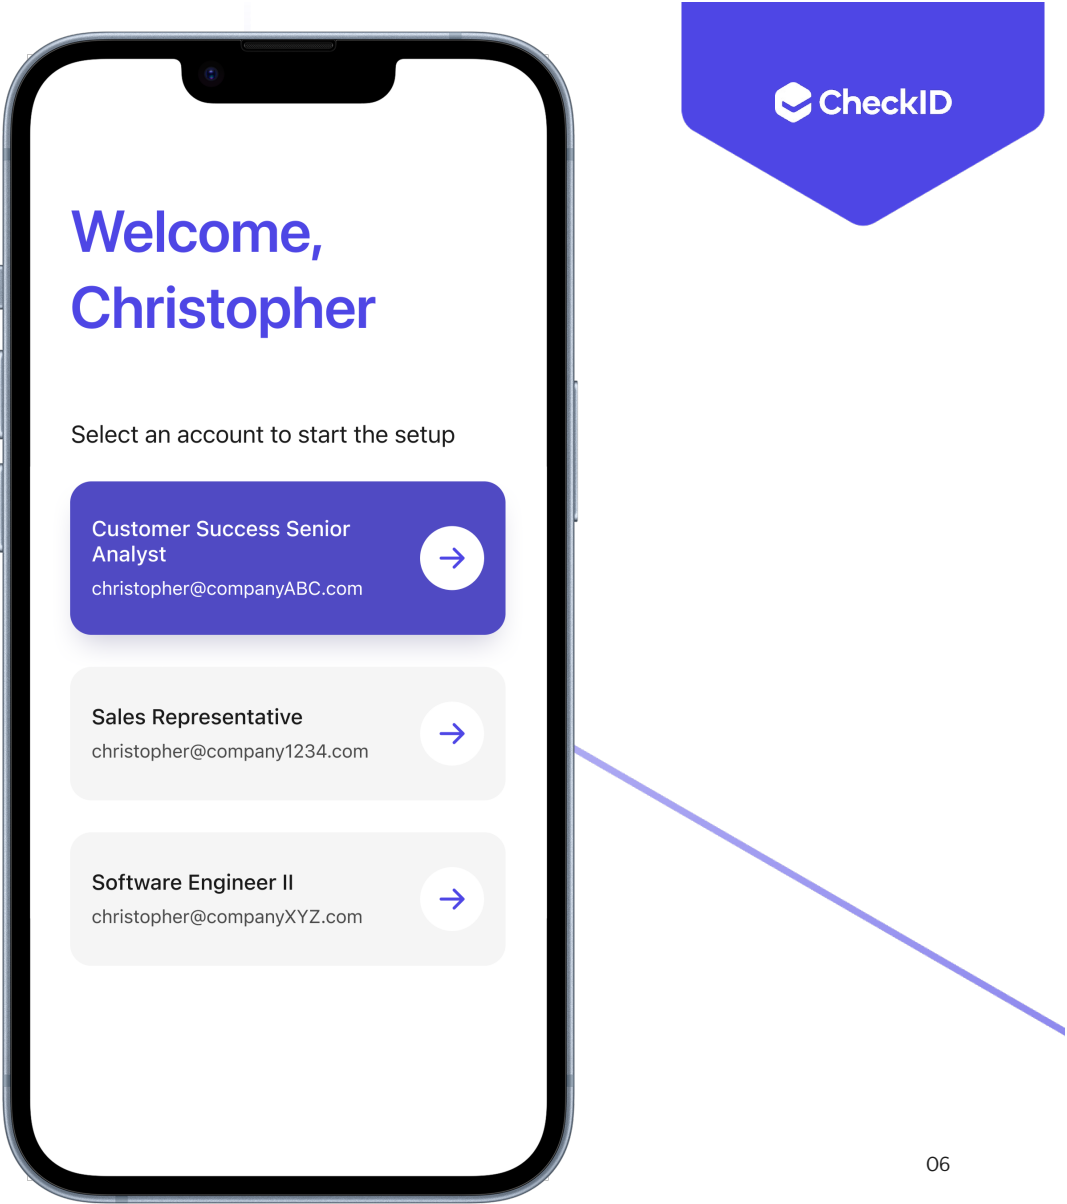 CheckID
Welcome,
Christopher
Select an account to start the setup
Customer Success Senior
Analyst
christopher@companyABC.com
Sales Representative
christopher@company1234.com
Software Engineer II
christopher@companyXYZ.com
06